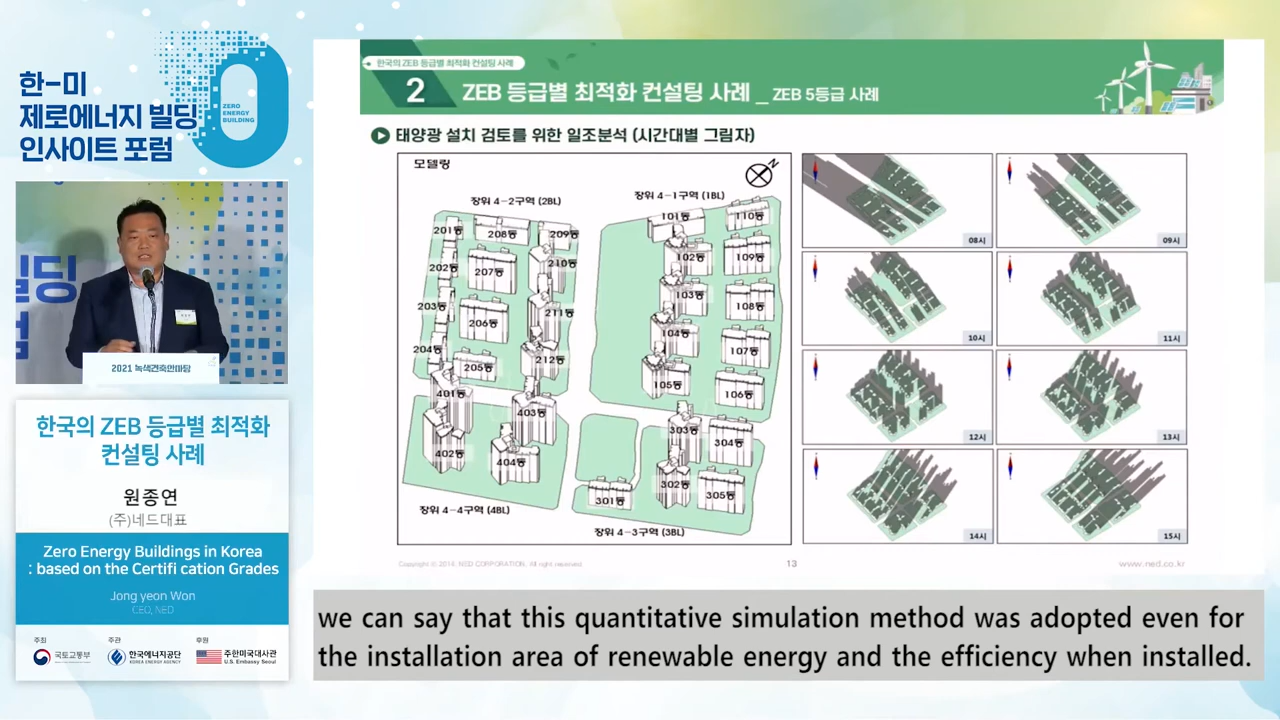 한-미
제로에너지 빌딩
인사이트 포럼
ZERO
ENERGY
BUILDING
2021 녹색건축한마당
한국의 ZEB 등급별 최적화
컨설팅 사례
원종연
(주)네드대표
Zero Energy Buildings in Korea
: based on the Certifi cation Grades
Jong yeon Won
CEO, NED
주최
국토교통부
주관
한국에너지공단
KOREA ENERGY AGENCY
후원
주한미국대사관
U.S. Embassy Seoul
한국의 ZEB 등급별 최적화 컨설팅 사례
2
ZEB 등급별 최적화 컨설팅 사례 _ ZEB 5등급 사례
태양광 설치 검토를 위한 일조분석 (시간대별 그림자)
모델링
N
장위 4-2구역 (2BL)
201동
208동
209동
202동
207동
210동
203동
206동
211동
204동
205동
212동
장위 4-1구역 (1BL)
101동
110동
102동
109동
103동
108동
104동
107동
105동
106동
401동
403동
402동
404동
장위 4-4구역 (4BL)
303동
304동
301동
302동
305동
장위 4-3구역 (3BL)
08시
09시
10시
11시
12시
13시
14시
15시
Copyright © 2014. NED CORPORATION. All right reserved
13
www.ned.co.kr
we can say that this quantitative simulation method was adopted even for
the installation area of renewable energy and the efficiency when installed.